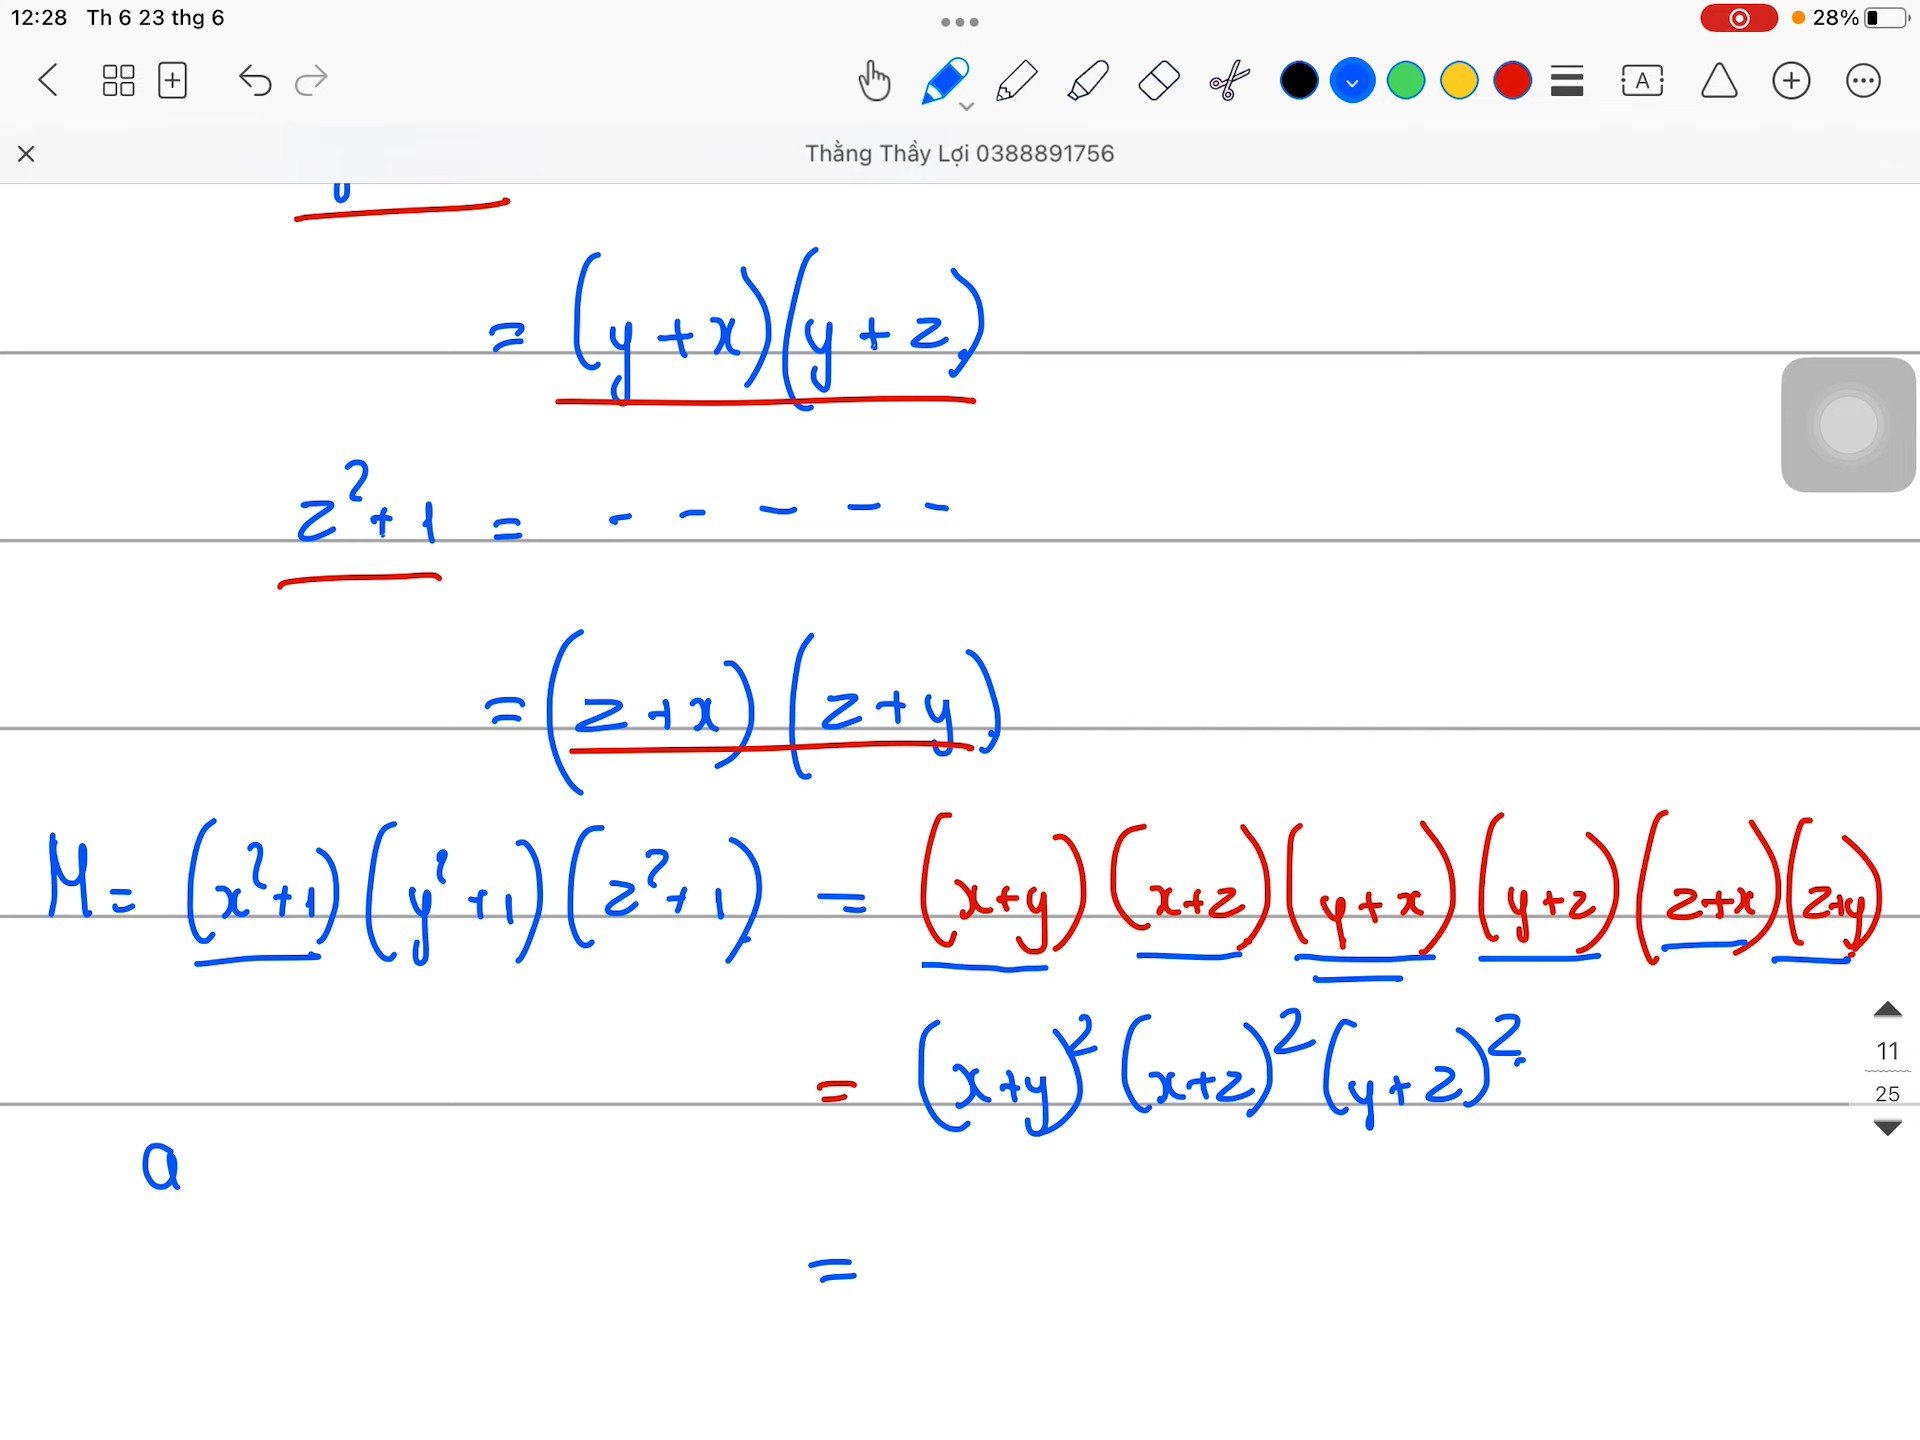 12:28 Th 6 23 thg 6 28%
A
Thằng Thầy Lợi 0388891756
= (y + x)(y + z)
z² + 1 = - - - - -
= (z + x)(z + y)
M = (x² + 1)(y² + 1)(z² + 1) = (x+y)(x+z)(y+x)(y+z)(z+x)(z+y)
= (x+y)²(x+z)²(y+z)²
11
25
a
=